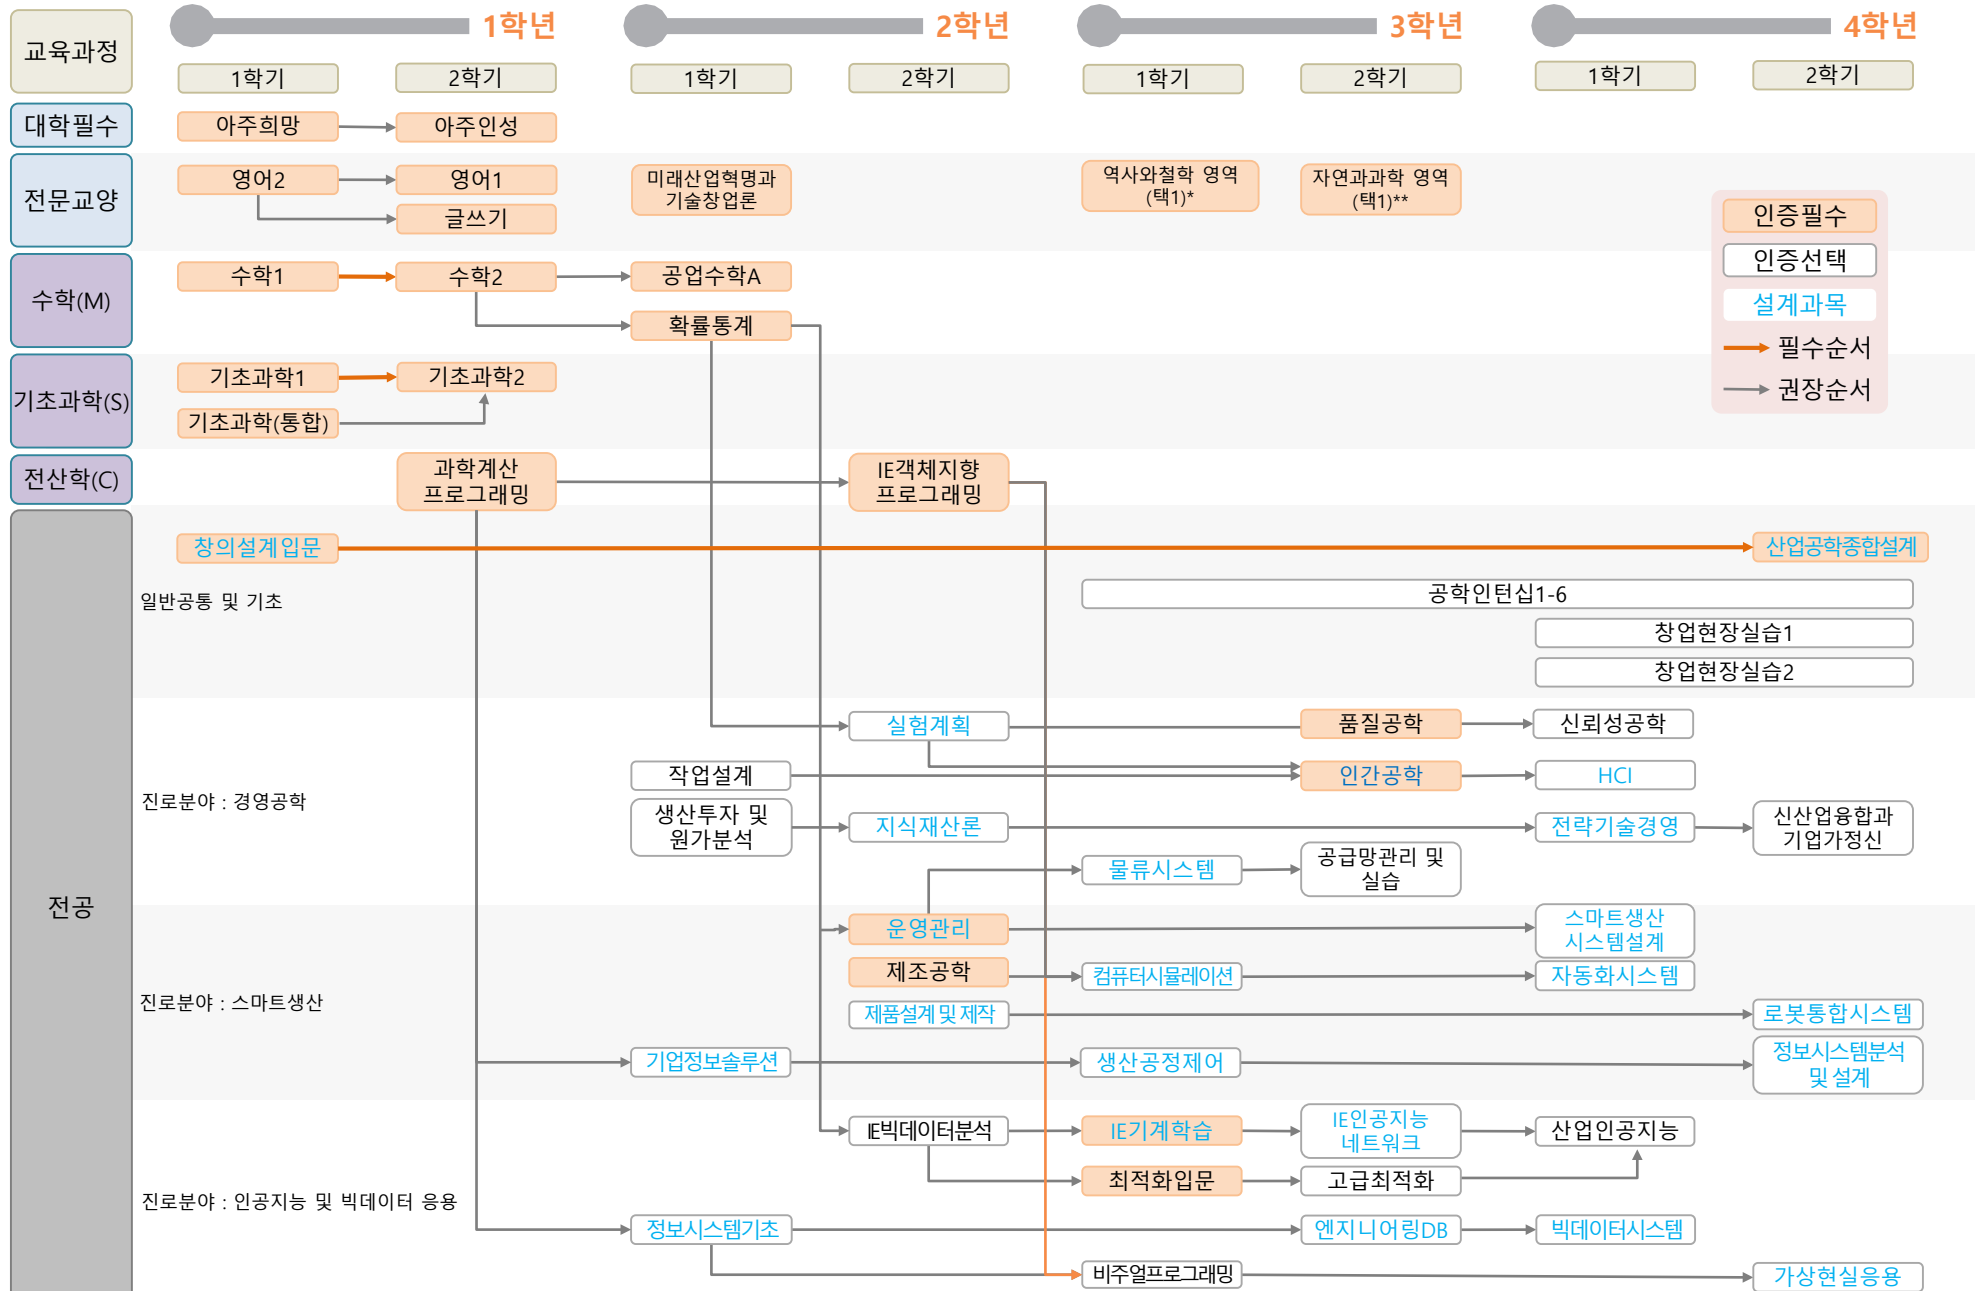 교육과정
1학년
2학년
3학년
4학년
1학기
2학기
1학기
2학기
1학기
2학기
1학기
2학기
대학필수
아주희망
아주인성
전문교양
영어2
영어1
글쓰기
미래산업혁명과
기술창업론
역사와철학 영역
(택1)*
자연과과학 영역
(택1)**
인증필수
인증선택
설계과목
필수순서
권장순서
수학(M)
수학1
수학2
공업수학A
확률통계
기초과학(S)
기초과학1
기초과학2
기초과학(통합)
전산학(C)
과학계산
프로그래밍
IE객체지향
프로그래밍
전공
일반공통 및 기초
창의설계입문
산업공학종합설계
공학인턴십1-6
창업현장실습1
창업현장실습2
진로분야 : 경영공학
실험계획
품질공학
신뢰성공학
작업설계
인간공학
HCI
생산투자 및
원가분석
지식재산론
전략기술경영
신산업융합과
기업가정신
물류시스템
공급망관리 및
실습
진로분야 : 스마트생산
운영관리
스마트생산
시스템설계
제조공학
컴퓨터시뮬레이션
자동화시스템
제품설계 및 제작
로봇통합시스템
기업정보솔루션
생산공정제어
정보시스템분석
및 설계
진로분야 : 인공지능 및 빅데이터 응용
IE빅데이터분석
IE기계학습
IE인공지능
네트워크
산업인공지능
최적화입문
고급최적화
정보시스템기초
엔지니어링DB
빅데이터시스템
비주얼프로그래밍
가상현실응용